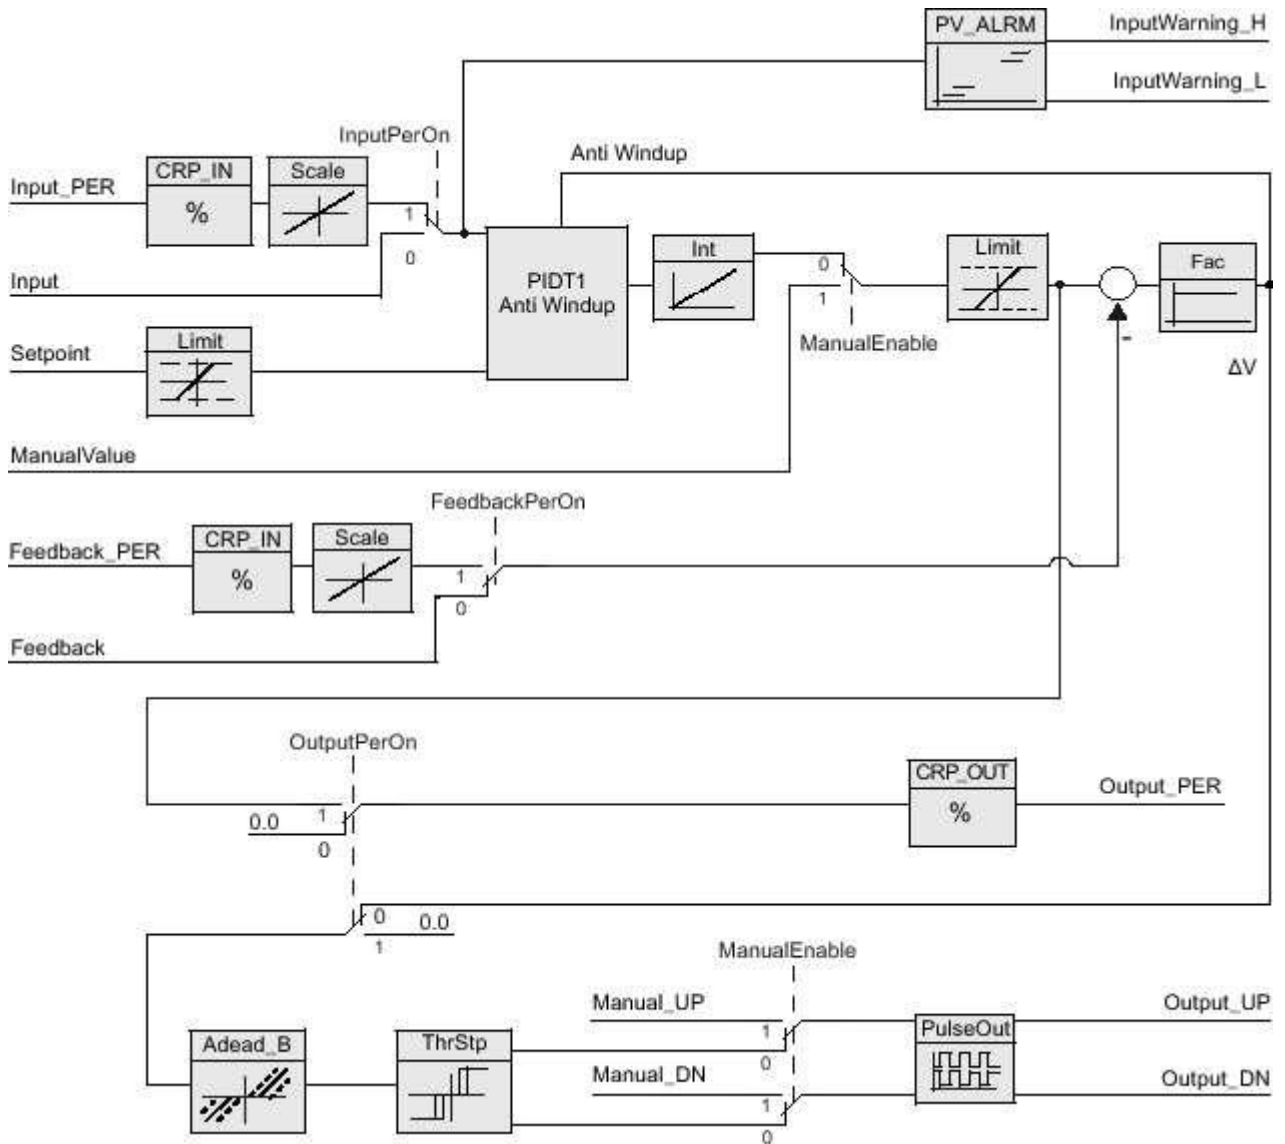 PV_ALRM
InputWarning_H
InputWarning_L
InputPerOn
Anti Windup
Input_PER
CRP_IN
%
Scale
1
0
Input
PIDT1
Anti Windup
Int
0
1
ManualEnable
Limit
Fac
-
ΔV
Setpoint
Limit
ManualValue
FeedbackPerOn
Feedback_PER
CRP_IN
%
Scale
1
0
Feedback
OutputPerOn
0.0
1
0
CRP_OUT
%
Output_PER
0
0.0
1
ManualEnable
Manual_UP
1
0
Manual_DN
1
0
PulseOut
Output_UP
Output_DN
Adead_B
ThrStp